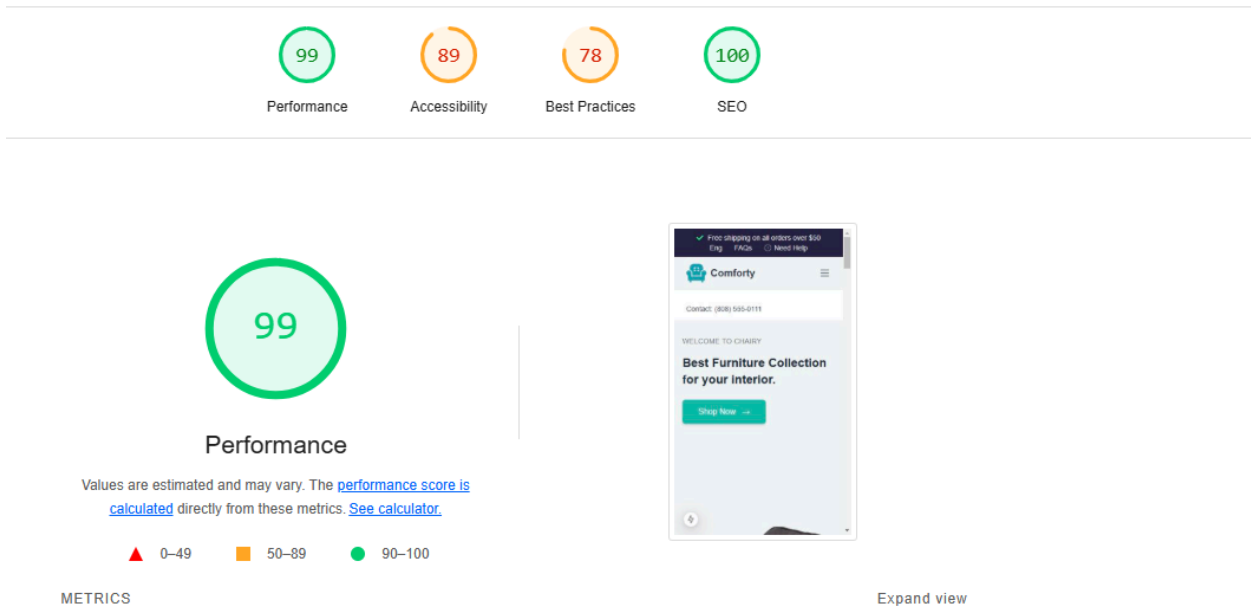 99
89
78
100
Performance
Accessibility
Best Practices
SEO
99
Performance
Values are estimated and may vary. The performance score is
calculated directly from these metrics. See calculator.
0–49
50–89
90–100
Free shipping on all orders over $50
Eng FAQs Need Help
Comforty
Contact: (808) 555-0111
WELCOME TO CHAIRY
Best Furniture Collection
for your interior.
Shop Now →
METRICS
Expand view